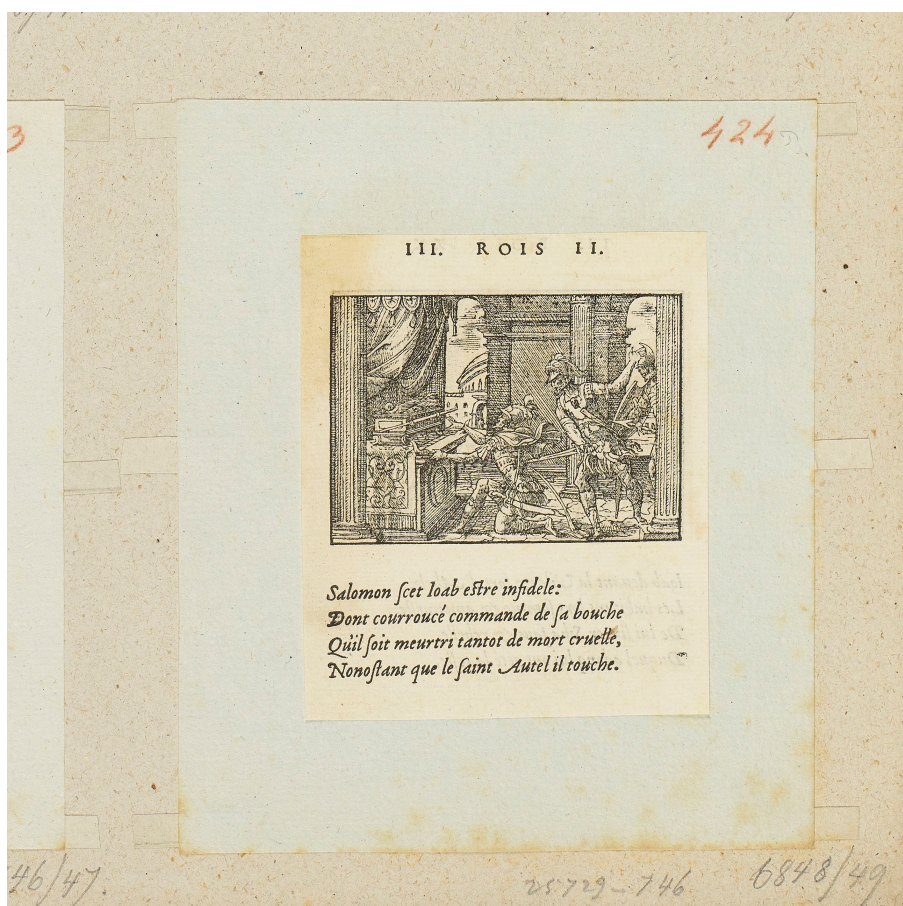 3
424
III. ROIS II.
Salomon ſcet Ioab eſtre infidele:
Dont courroucé commande de ſa bouche
Qu'il ſoit meurtri tantot de mort cruelle,
Nonoſtant que le ſaint Autel il touche.
46/47
25729-746
6848/49